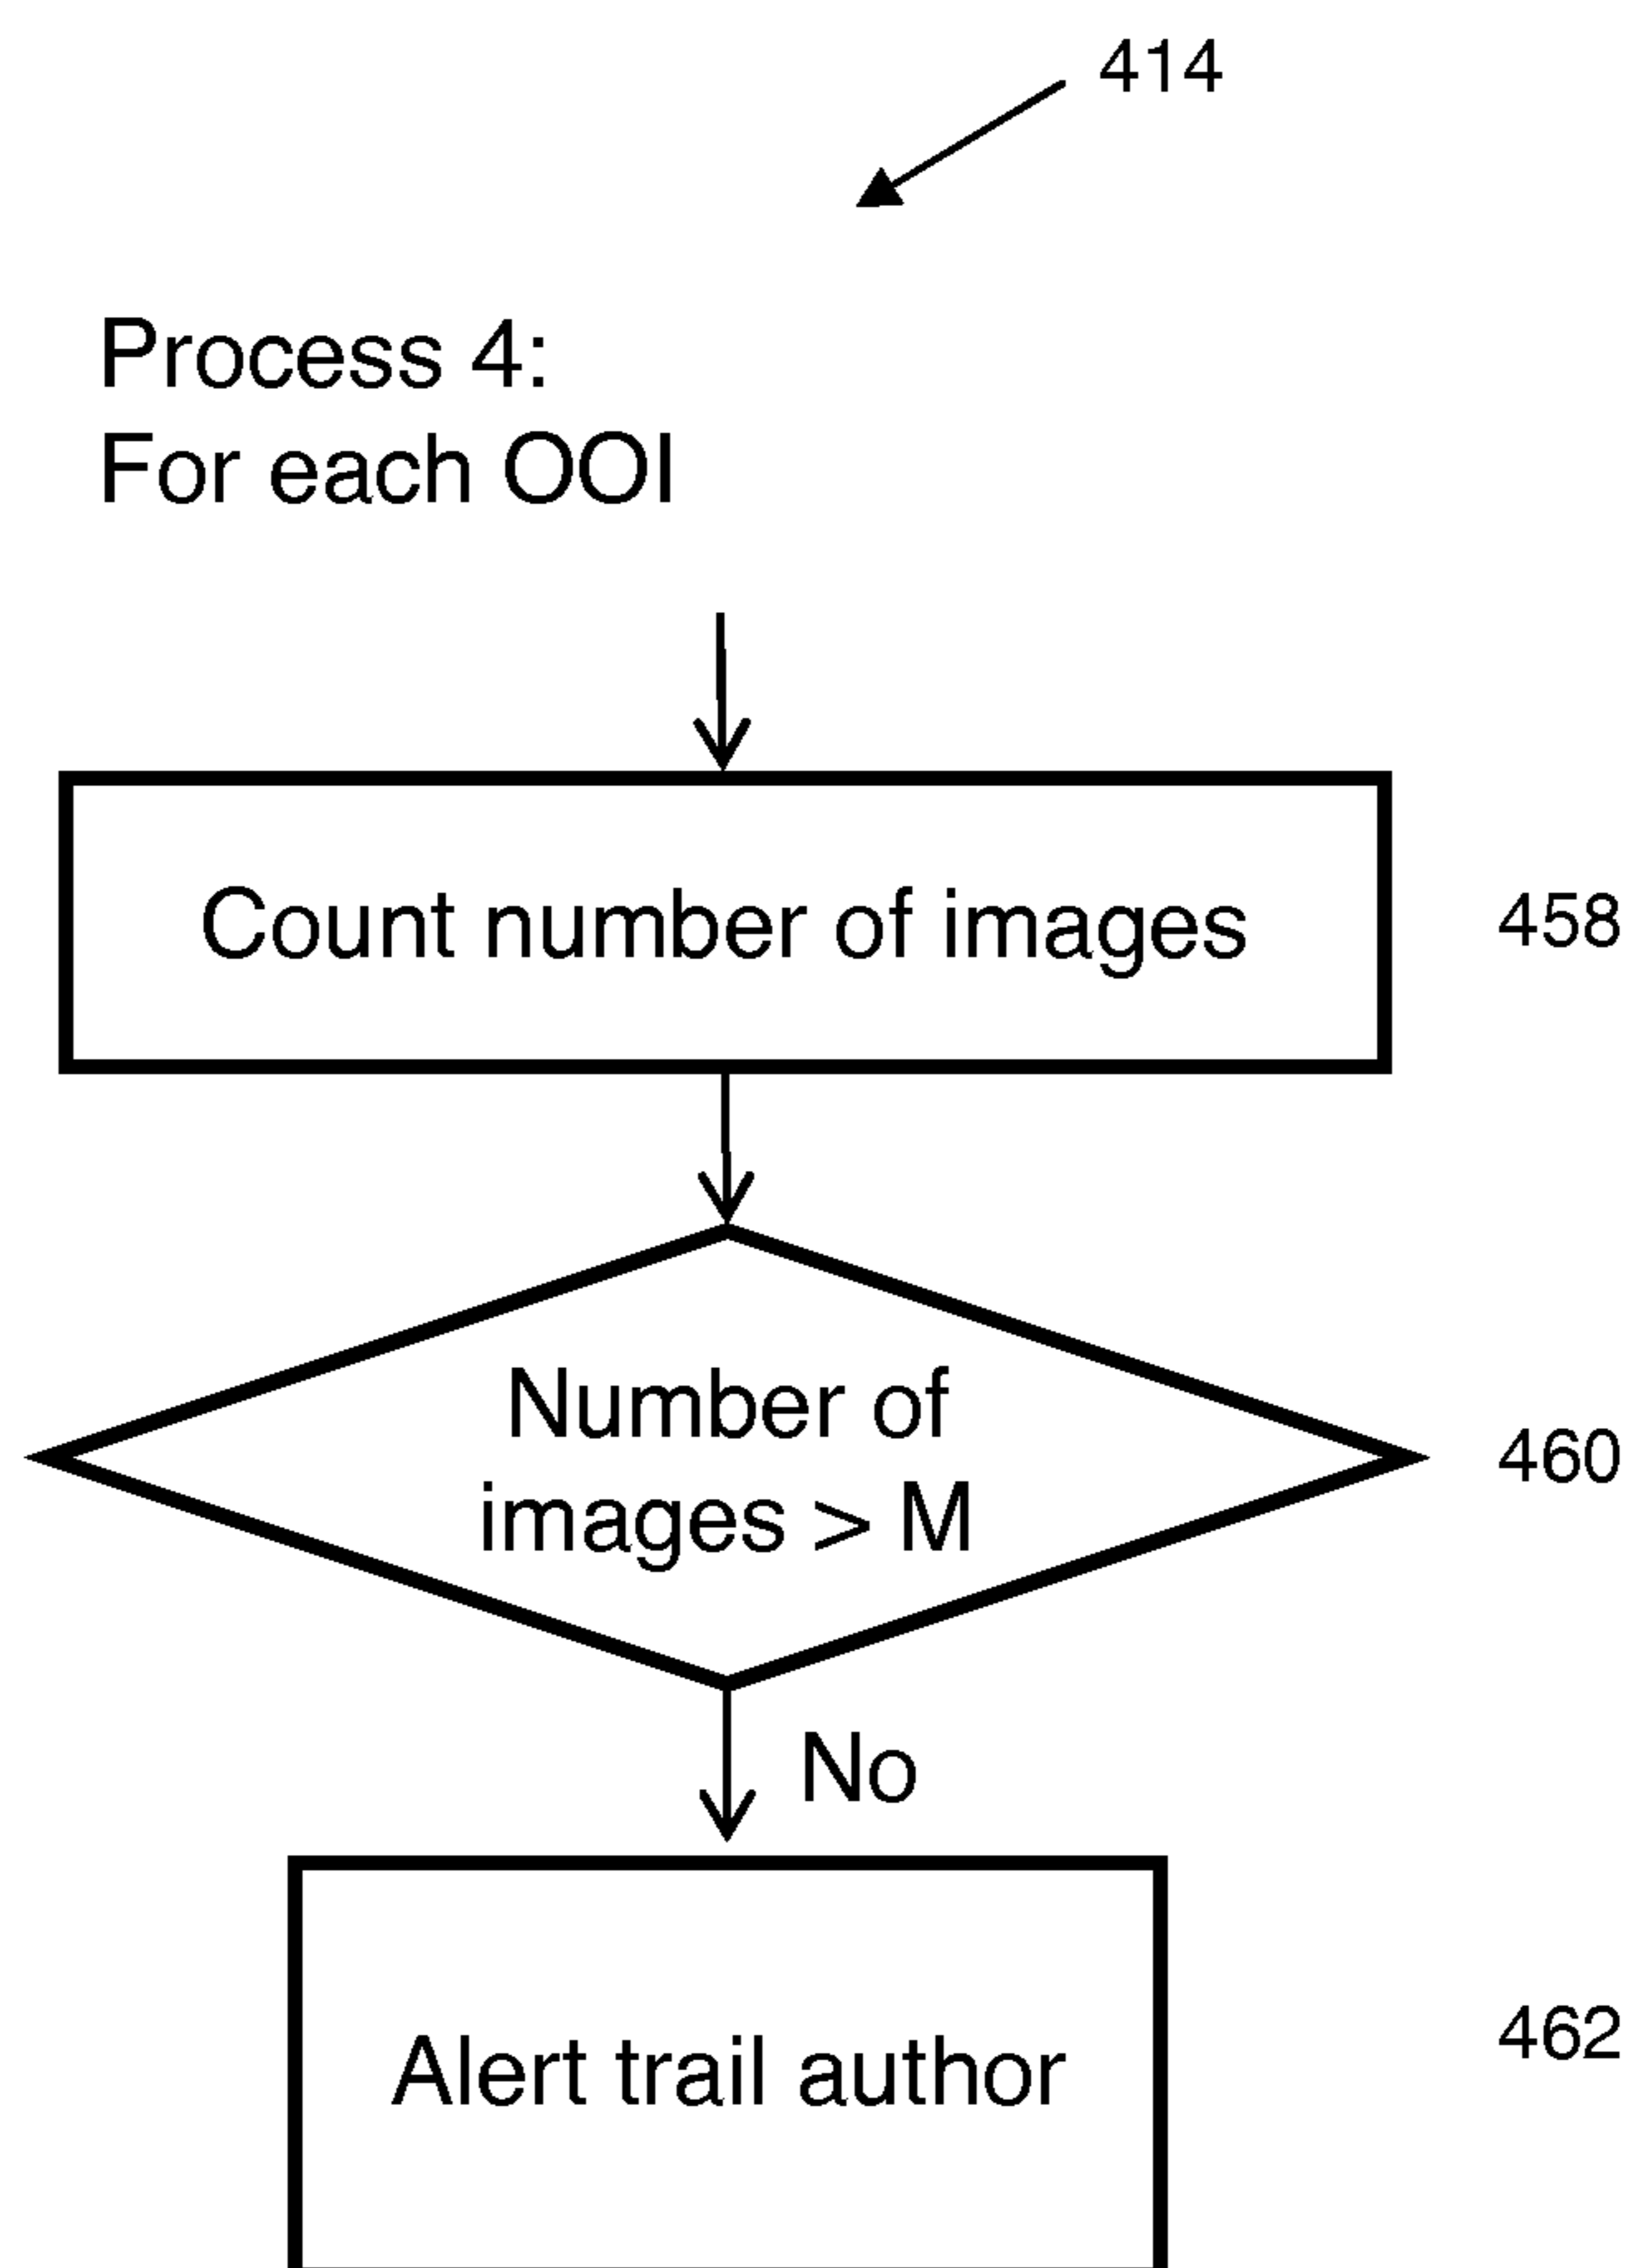 414
Process 4:
For each OOI
Count number of images
458
Number of
images > M
460
No
Alert trail author
462